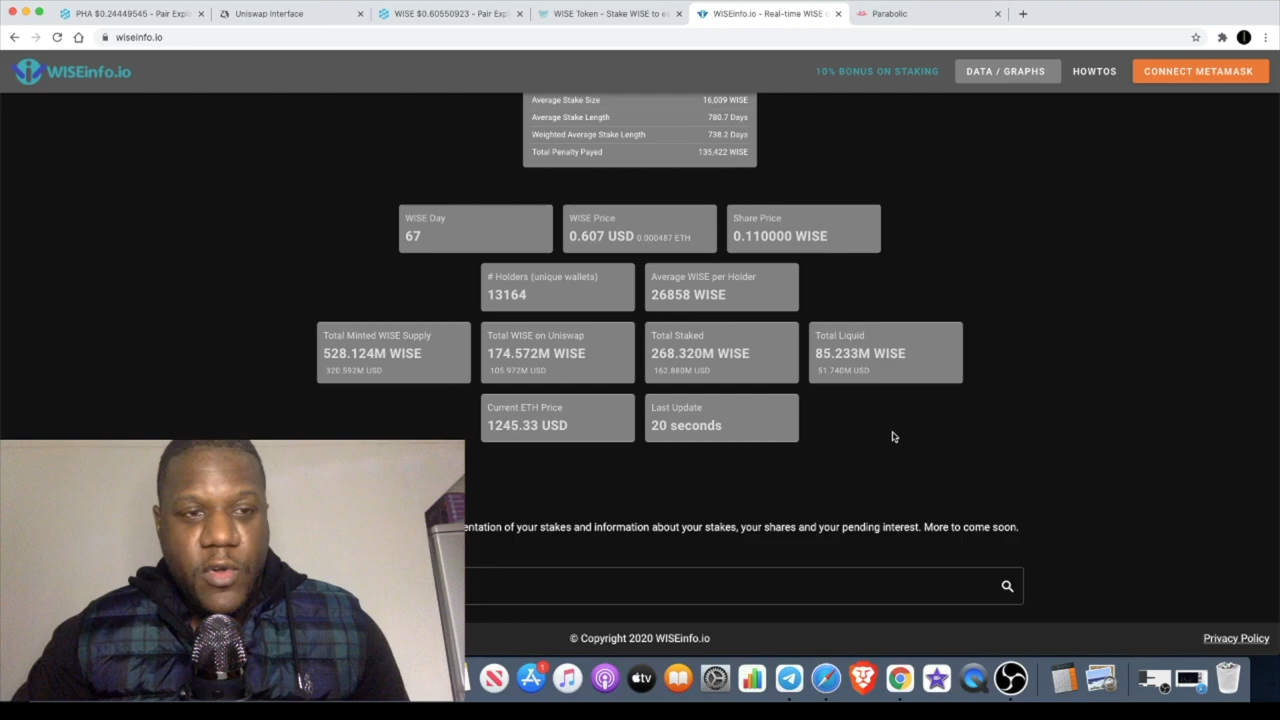 PHA $0.24449545 - Pair Explo
Uniswap Interface
WISE $0.60550923 - Pair Expl
WISE Token - Stake WISE to ea
WISEinfo.io - Real-time WISE
Parabolic
wiseinfo.io
WISEinfo.io
10% BONUS ON STAKING
DATA / GRAPHS
HOWTOS
CONNECT METAMASK
Average Stake Size 16,009 WISE
Average Stake Length 780.7 Days
Weighted Average Stake Length 738.2 Days
Total Penalty Payed 135,422 WISE
WISE Day
67
WISE Price
0.607 USD 0.000487 ETH
Share Price
0.110000 WISE
# Holders (unique wallets)
13164
Average WISE per Holder
26858 WISE
Total Minted WISE Supply
528.124M WISE
320.592M USD
Total WISE on Uniswap
174.572M WISE
105.972M USD
Total Staked
268.320M WISE
162.880M USD
Total Liquid
85.233M WISE
51.740M USD
Current ETH Price
1245.33 USD
Last Update
20 seconds
entation of your stakes and information about your stakes, your shares and your pending interest. More to come soon.
© Copyright 2020 WISEinfo.io
Privacy Policy
1
tv